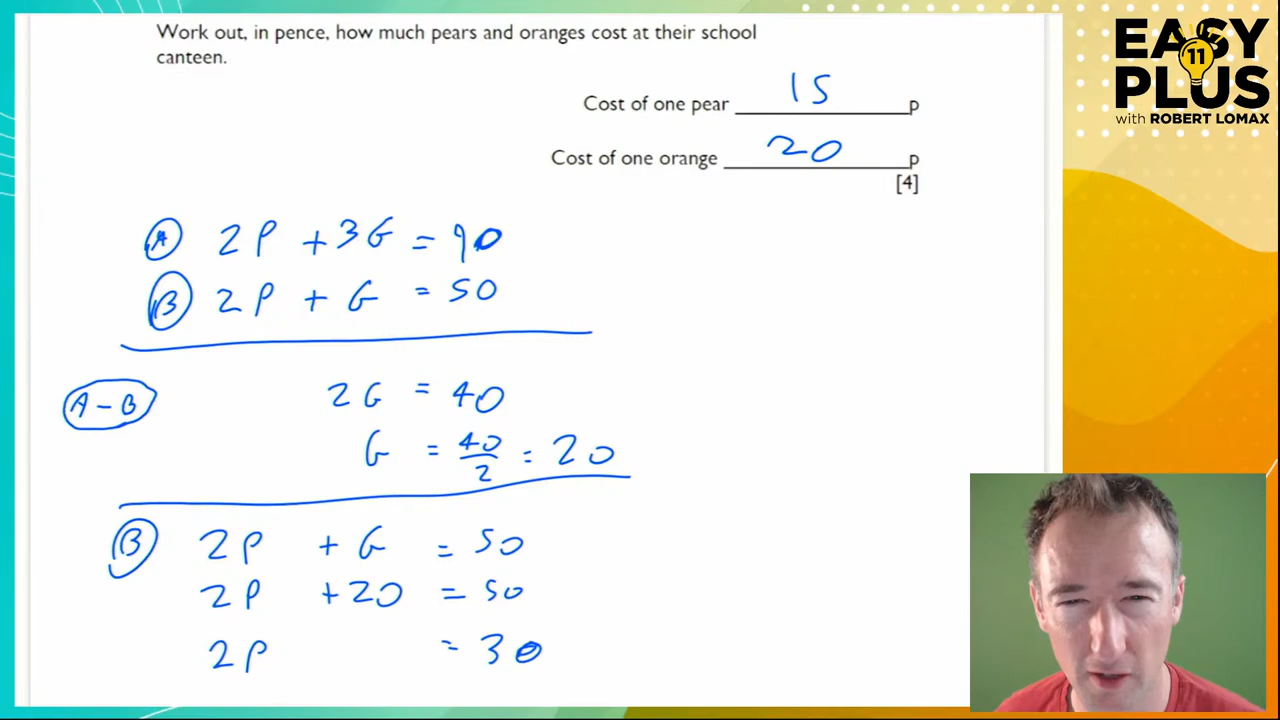 Work out, in pence, how much pears and oranges cost at their school
canteen.
Cost of one pear 15 p
Cost of one orange 20 p
[4]
A 2P + 3G = 90
B 2P + G = 50
A - B 2G = 40
G = 40/2 = 20
B 2P + G = 50
2P + 20 = 50
2P = 30
EASY
11
PLUS
with ROBERT LOMAX